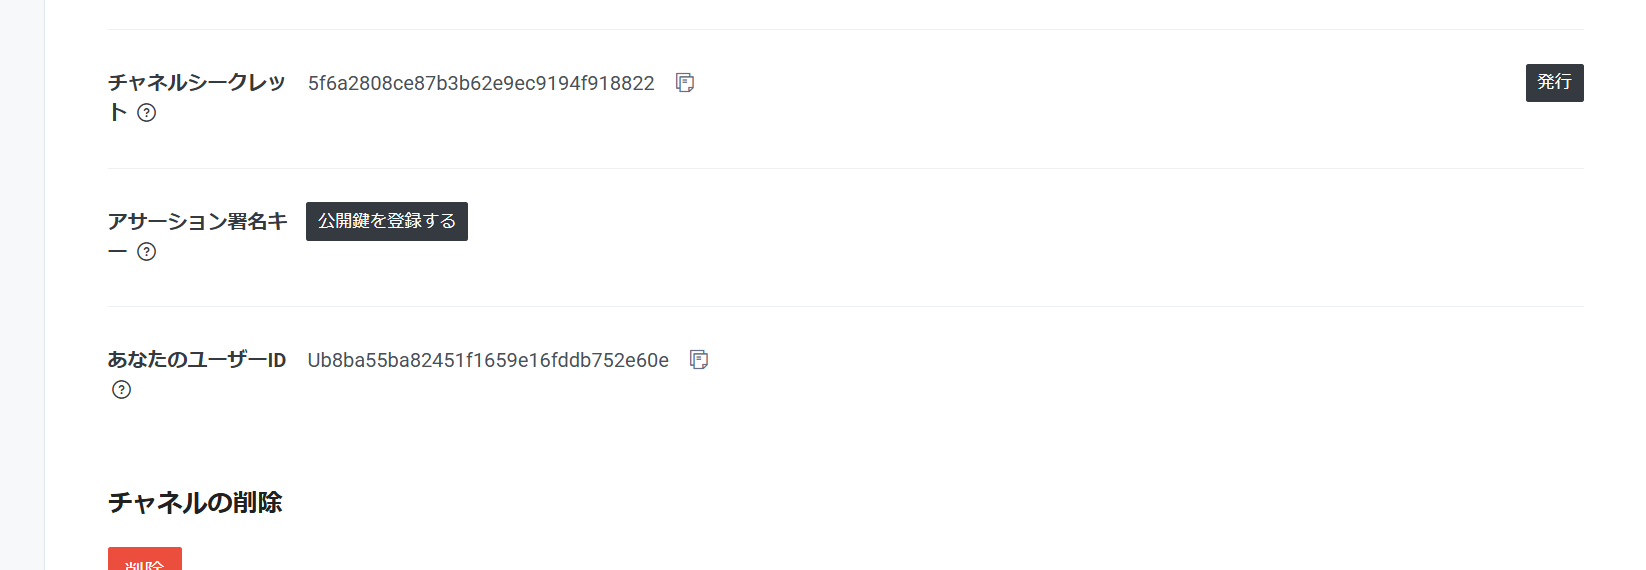 チャネルシークレッ
ト ?
5f6a2808ce87b3b62e9ec9194f918822
発行
アサーション署名キ
ー ?
公開鍵を登録する
あなたのユーザーID
?
Ub8ba55ba82451f1659e16fddb752e60e
チャネルの削除
削除